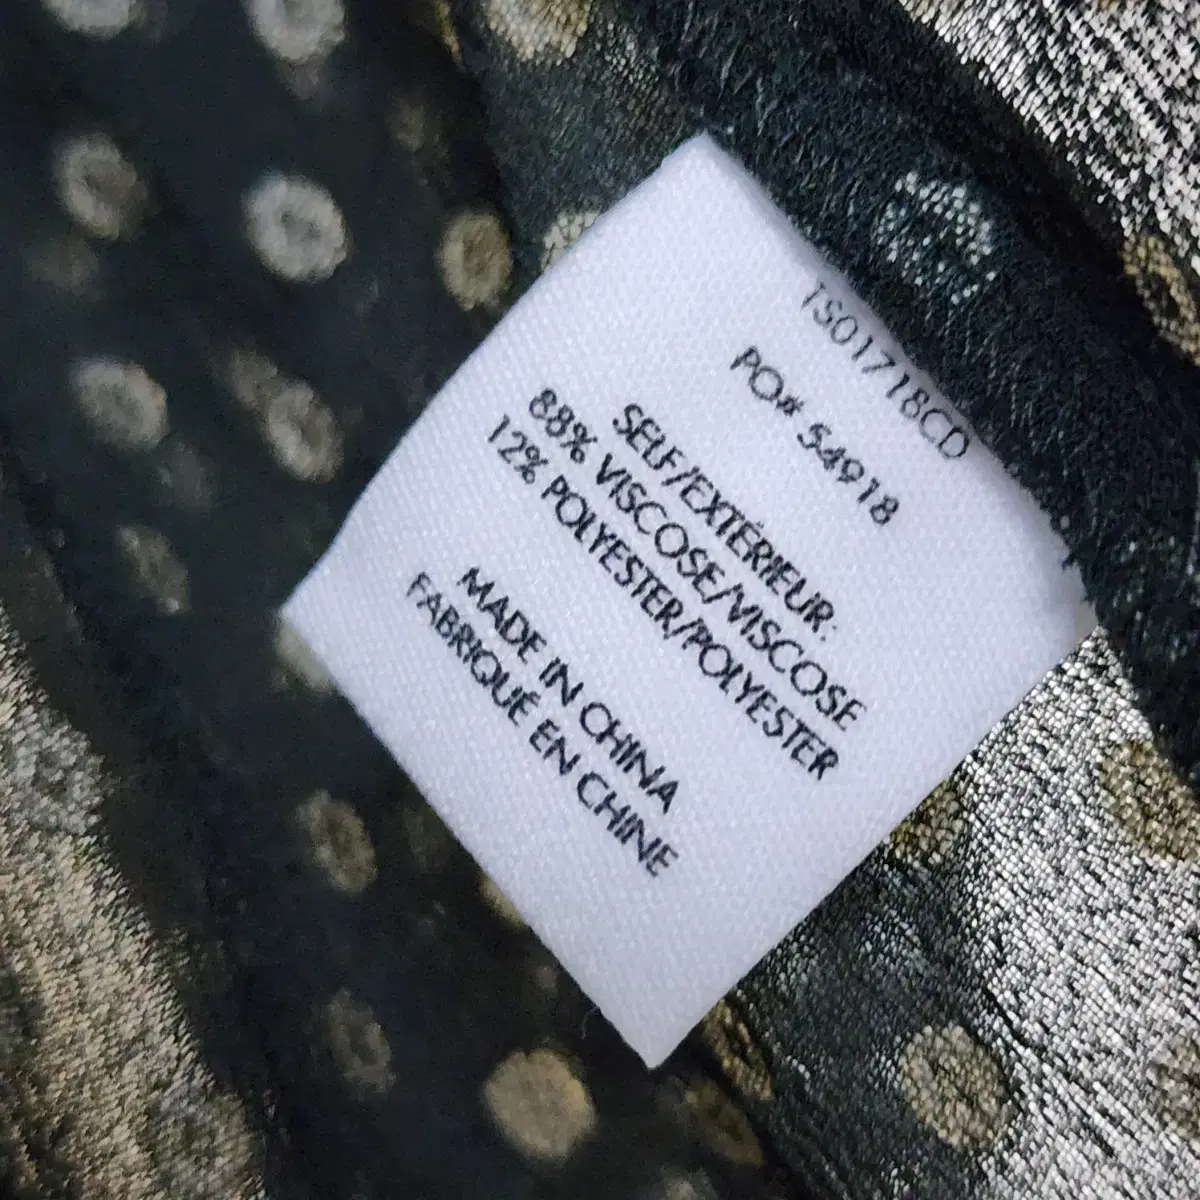 TS01718CD
PO# 54918
SELF/EXTÉRIEUR:
88% VISCOSE/VISCOSE
12% POLYESTER/POLYESTER
MADE IN CHINA
FABRIQUÉ EN CHINE